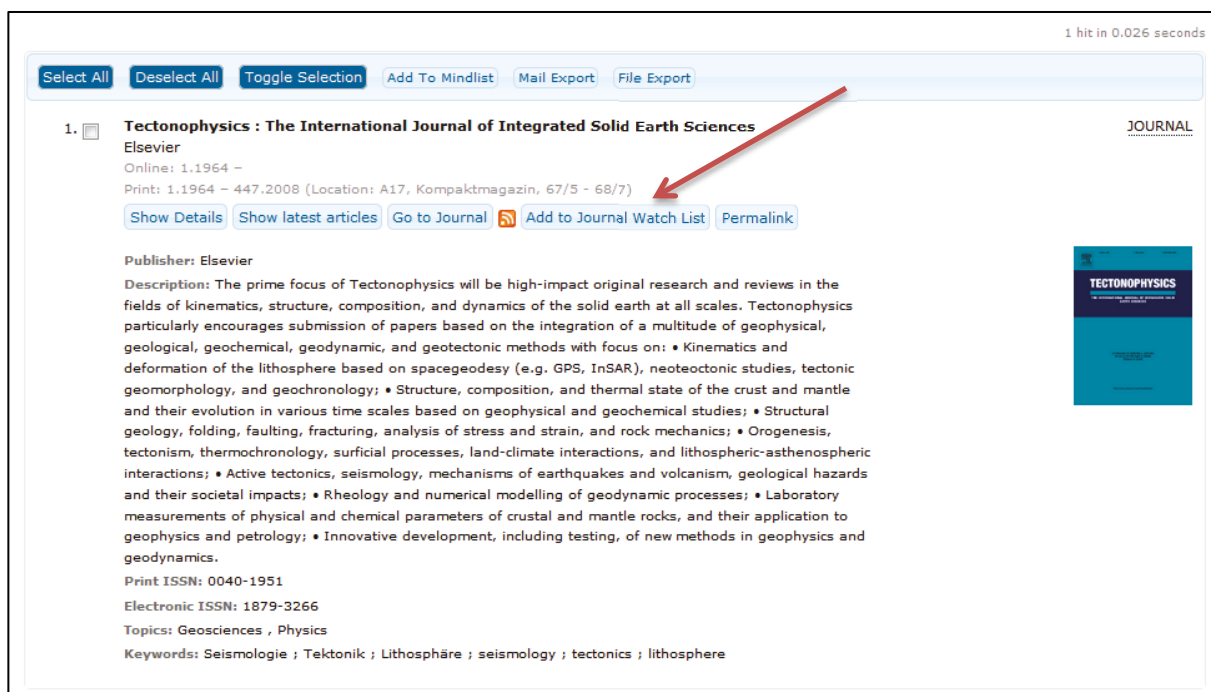 1 hit in 0.026 seconds
Select All Deselect All Toggle Selection Add To Mindlist Mail Export File Export
1. Tectonophysics : The International Journal of Integrated Solid Earth Sciences JOURNAL
Elsevier
Online: 1.1964 –
Print: 1.1964 – 447.2008 (Location: A17, Kompaktmagazin, 67/5 - 68/7)
Show Details Show latest articles Go to Journal Add to Journal Watch List Permalink
Publisher: Elsevier
Description: The prime focus of Tectonophysics will be high-impact original research and reviews in the
fields of kinematics, structure, composition, and dynamics of the solid earth at all scales. Tectonophysics
particularly encourages submission of papers based on the integration of a multitude of geophysical,
geological, geochemical, geodynamic, and geotectonic methods with focus on: • Kinematics and
deformation of the lithosphere based on spacegeodesy (e.g. GPS, InSAR), neoteoctonic studies, tectonic
geomorphology, and geochronology; • Structure, composition, and thermal state of the crust and mantle
and their evolution in various time scales based on geophysical and geochemical studies; • Structural
geology, folding, faulting, fracturing, analysis of stress and strain, and rock mechanics; • Orogenesis,
tectonism, thermochronology, surficial processes, land-climate interactions, and lithospheric-asthenospheric
interactions; • Active tectonics, seismology, mechanisms of earthquakes and volcanism, geological hazards
and their societal impacts; • Rheology and numerical modelling of geodynamic processes; • Laboratory
measurements of physical and chemical parameters of crustal and mantle rocks, and their application to
geophysics and petrology; • Innovative development, including testing, of new methods in geophysics and
geodynamics.
Print ISSN: 0040-1951
Electronic ISSN: 1879-3266
Topics: Geosciences , Physics
Keywords: Seismologie ; Tektonik ; Lithosphäre ; seismology ; tectonics ; lithosphere
TECTONOPHYSICS